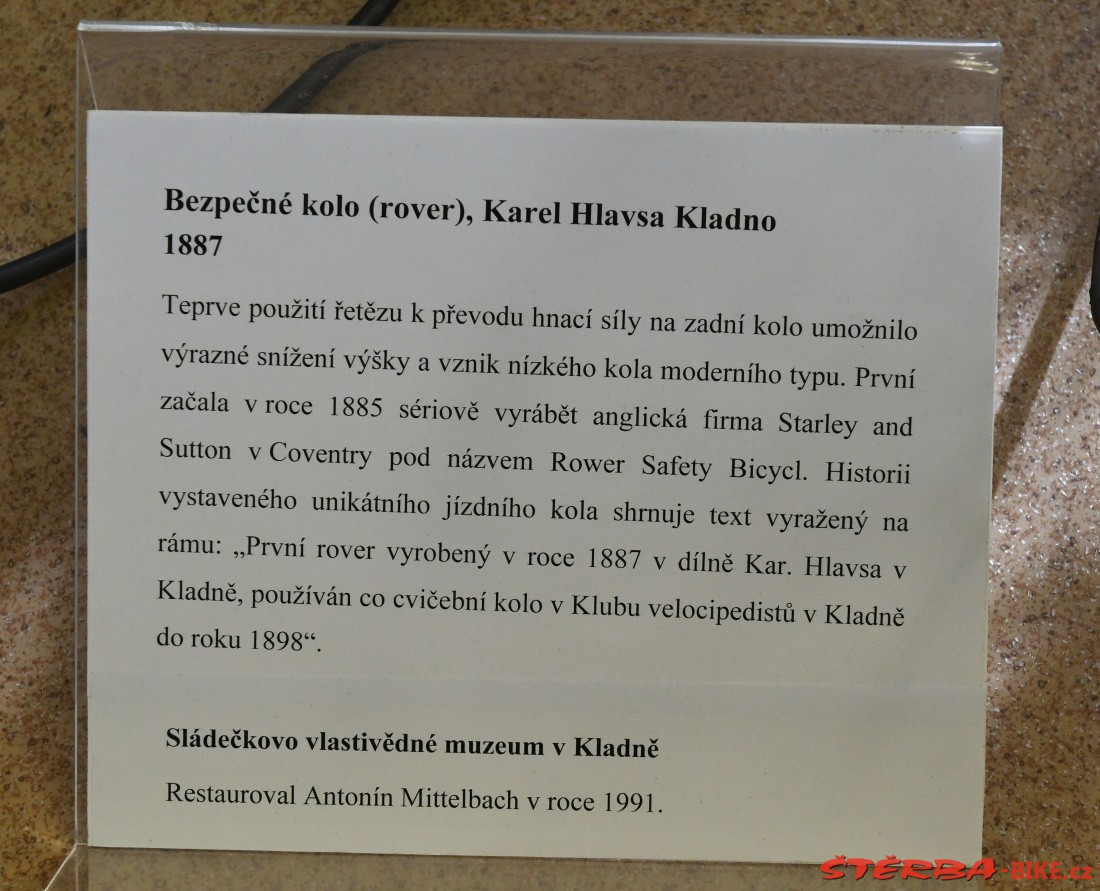 Bezpečné kolo (rover), Karel Hlavsa Kladno
1887
Teprve použití řetězu k převodu hnací síly na zadní kolo umožnilo
výrazné snížení výšky a vznik nízkého kola moderního typu. První
začala v roce 1885 sériově vyrábět anglická firma Starley and
Sutton v Coventry pod názvem Rower Safety Bicycl. Historii
vystaveného unikátního jízdního kola shrnuje text vyražený na
rámu: „První rover vyrobený v roce 1887 v dílně Kar. Hlavsa v
Kladně, používán co cvičební kolo v Klubu velocipedistů v Kladně
do roku 1898“.
Sládečkovo vlastivědné muzeum v Kladně
Restauroval Antonín Mittelbach v roce 1991.
ŠTĚRBA-BIKE.cz